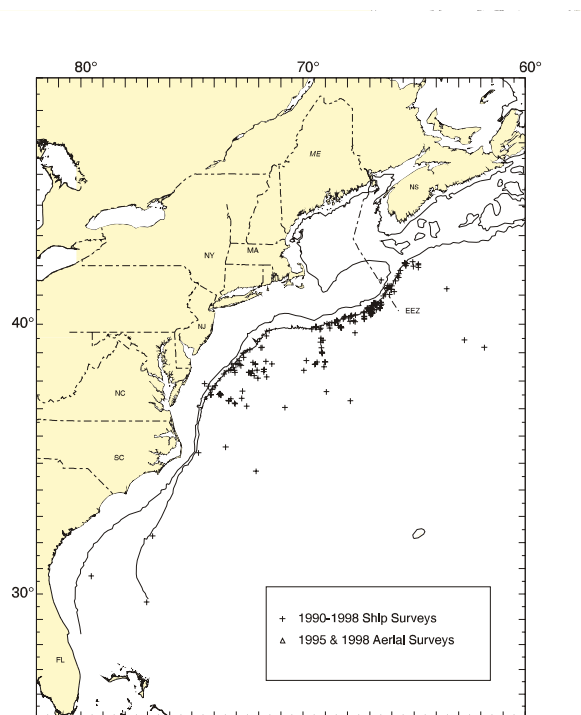 80° 70° 60°
ME
NS
NY MA
EEZ
40° NJ
NC
SC
30°
1990-1998 Ship Surveys
1995 & 1998 Aerial Surveys
FL